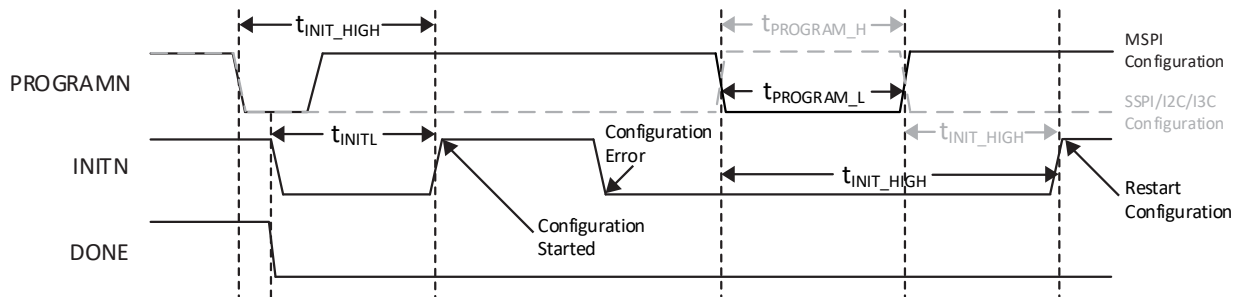 tINIT_HIGH
tPROGRAM_H
MSPI
Configuration
PROGRAMN
tPROGRAM_L
SSPI/I2C/I3C
Configuration
tINITL
Configuration
Error
tINIT_HIGH
INITN
tINIT_HIGH
Restart
Configuration
Configuration
Started
DONE